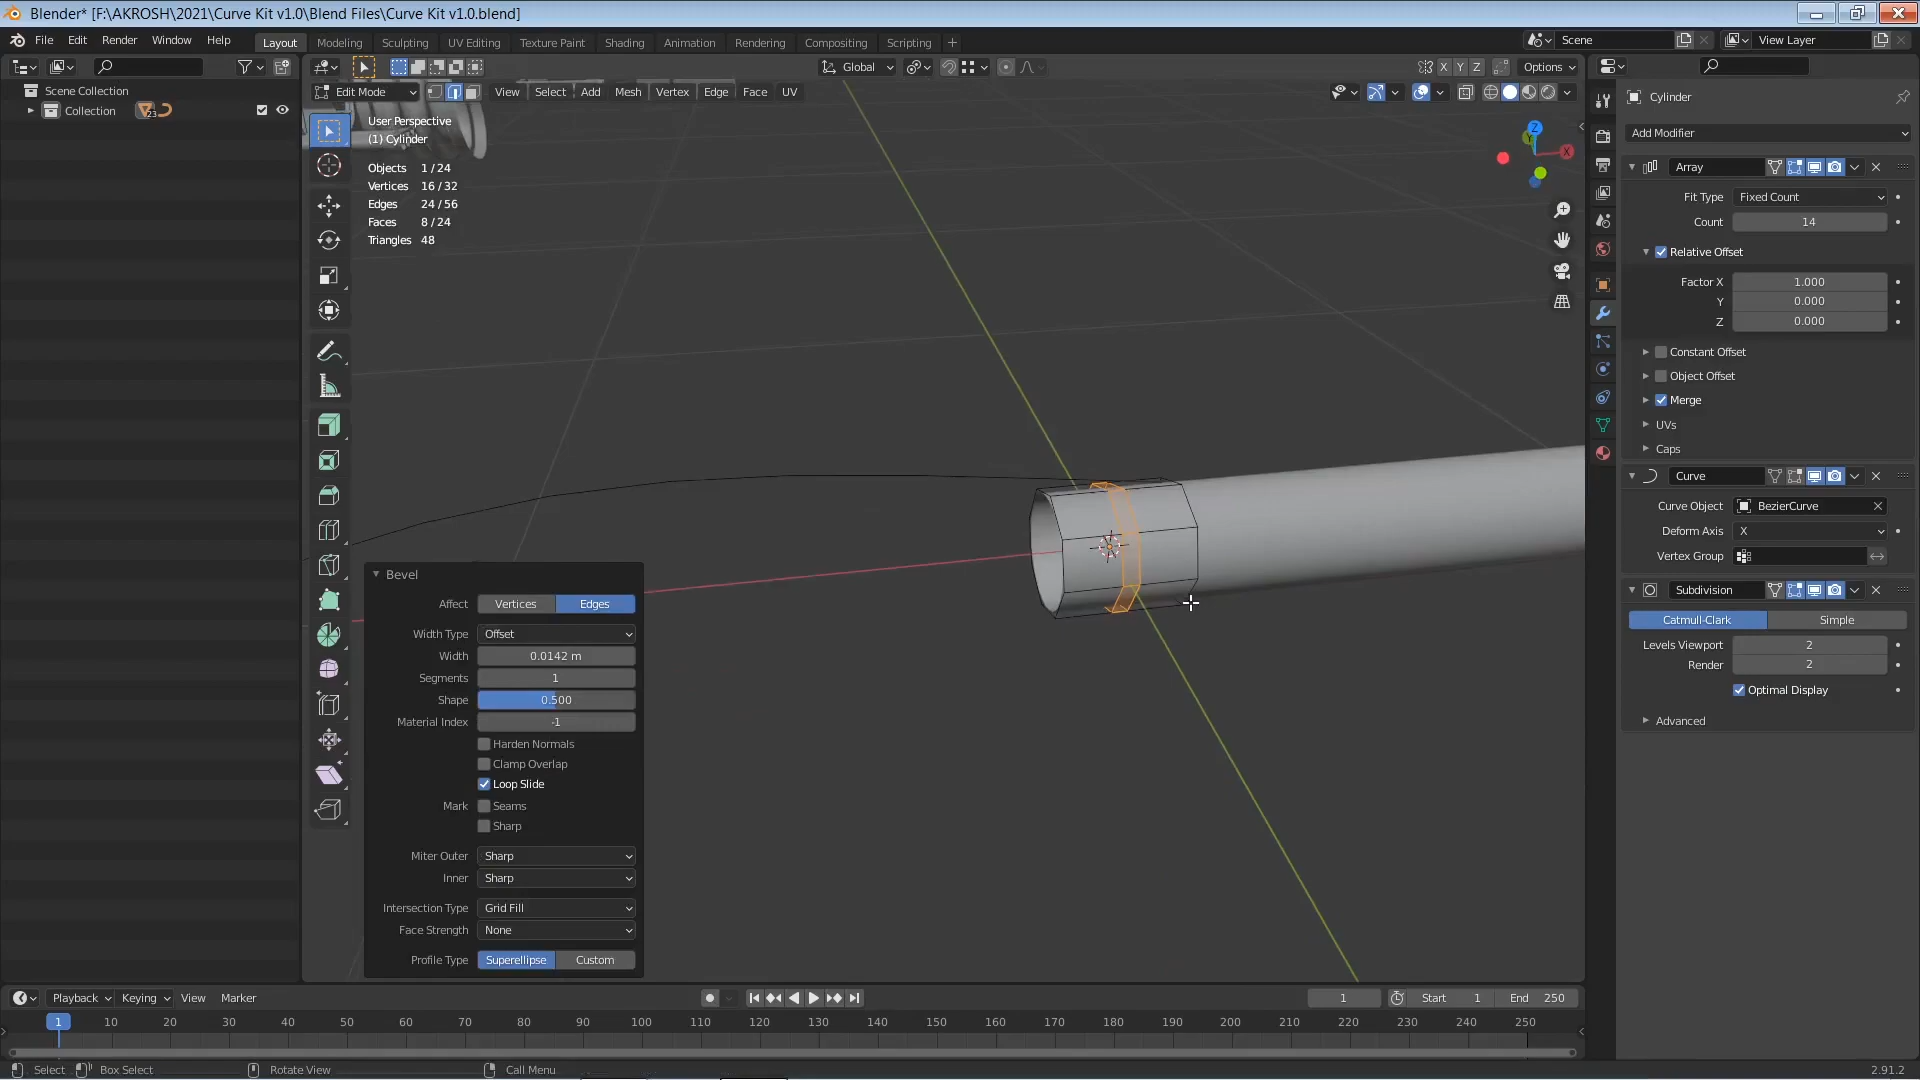 Blender* [F:\AKROSH\2021\Curve Kit v1.0\Blend Files\Curve Kit v1.0.blend]
File Edit Render Window Help
Layout Modeling Sculpting UV Editing Texture Paint Shading Animation Rendering Compositing Scripting +
Scene
View Layer
Global
X Y Z
Options
Edit Mode
View Select Add Mesh Vertex Edge Face UV
Scene Collection
Collection
23
User Perspective
(1) Cylinder
Objects 1 / 24
Vertices 16 / 32
Edges 24 / 56
Faces 8 / 24
Triangles 48
Z
X
Bevel
Affect Vertices Edges
Width Type Offset
Width 0.0142 m
Segments 1
Shape 0.500
Material Index -1
Harden Normals
Clamp Overlap
Loop Slide
Mark Seams
Sharp
Miter Outer Sharp
Inner Sharp
Intersection Type Grid Fill
Face Strength None
Profile Type Superellipse Custom
Cylinder
Add Modifier
Array
Fit Type Fixed Count
Count 14
Relative Offset
Factor X 1.000
Y 0.000
Z 0.000
Constant Offset
Object Offset
Merge
UVs
Caps
Curve
Curve Object BezierCurve
Deform Axis X
Vertex Group
Subdivision
Catmull-Clark Simple
Levels Viewport 2
Render 2
Optimal Display
Advanced
Playback Keying View Marker
1
Start 1
End 250
1 10 20 30 40 50 60 70 80 90 100 110 120 130 140 150 160 170 180 190 200 210 220 230 240 250
Select Box Select Rotate View Call Menu
2.91.2